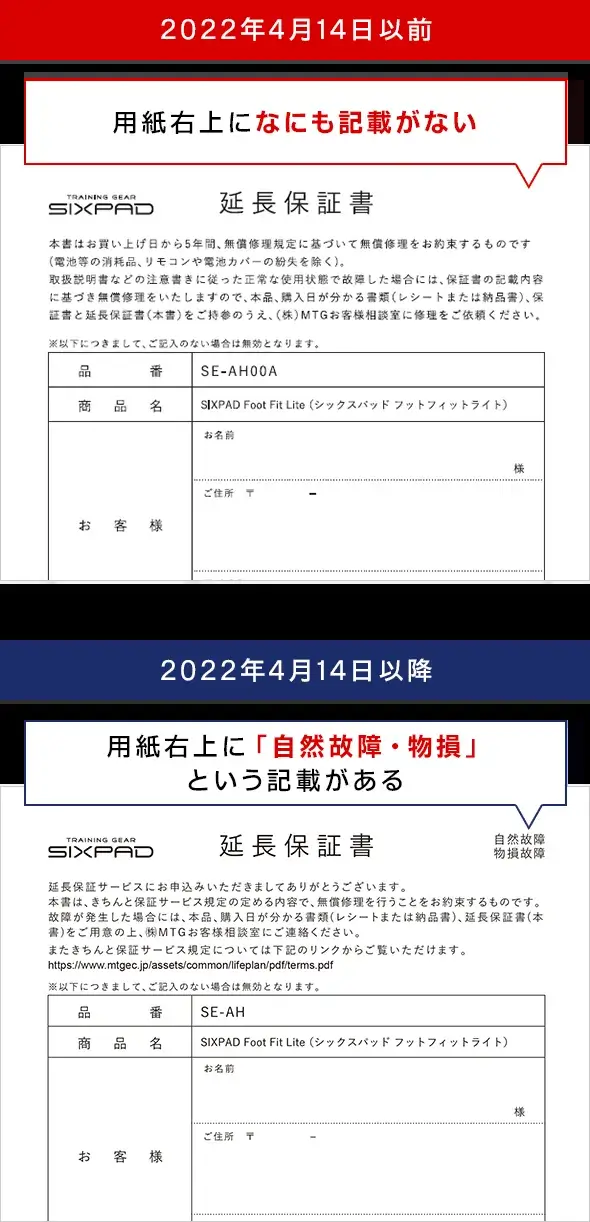 2022年4月14日以前
用紙右上になにも記載がない
TRAINING GEAR
SIXPAD
延長保証書
本書はお買い上げ日から5年間、無償修理規定に基づいて無償修理をお約束するものです
(電池等の消耗品、リモコンや電池カバーの紛失を除く)。
取扱説明書などの注意書きに従った正常な使用状態で故障した場合には、保証書の記載内容
に基づき無償修理をいたしますので、本品、購入日が分かる書類(レシートまたは納品書)、保
証書と延長保証書(本書)をご持参のうえ、(株)MTGお客様相談室に修理をご依頼ください。
※以下につきまして、ご記入のない場合は無効となります。
品番 SE-AH00A
商品名 SIXPAD Foot Fit Lite (シックスパッド フットフィットライト)
お名前
様
ご住所 〒 -
お客様
2022年4月14日以降
用紙右上に「自然故障・物損」
という記載がある
TRAINING GEAR
SIXPAD
延長保証書
自然故障
物損故障
延長保証サービスにお申込みいただきましてありがとうございます。
本書は、きちんと保証サービス規定の定める内容で、無償修理を行うことをお約束するものです。
故障が発生した場合には、本品、購入日が分かる書類(レシートまたは納品書)、延長保証書(本
書)をご用意の上、㈱MTGお客様相談室にご連絡ください。
またきちんと保証サービス規定については下記のリンクからご覧いただけます。
https://www.mtgec.jp/assets/common/lifeplan/pdf/terms.pdf
※以下につきまして、ご記入のない場合は無効となります。
品番 SE-AH
商品名 SIXPAD Foot Fit Lite (シックスパッド フットフィットライト)
お名前
様
ご住所 〒 -
お客様